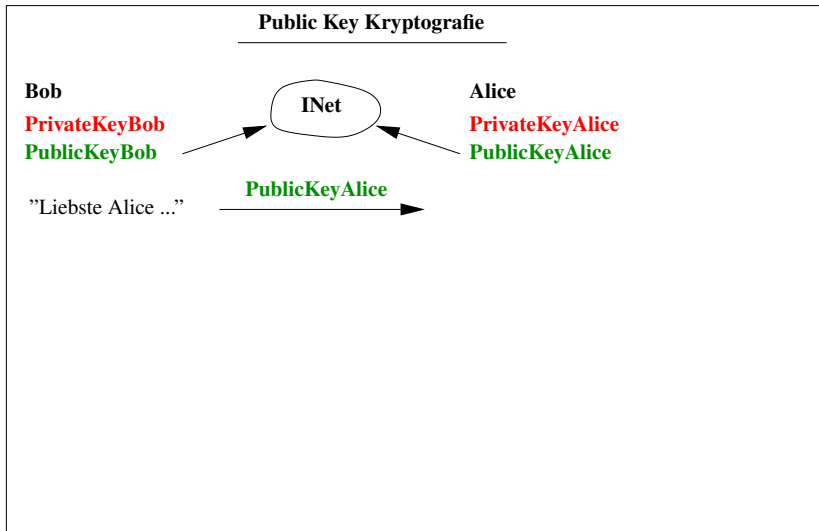 Public Key Kryptografie
Bob
INet
Alice
PrivateKeyBob
PrivateKeyAlice
PublicKeyBob
PublicKeyAlice
PublicKeyAlice
”Liebste Alice ...”